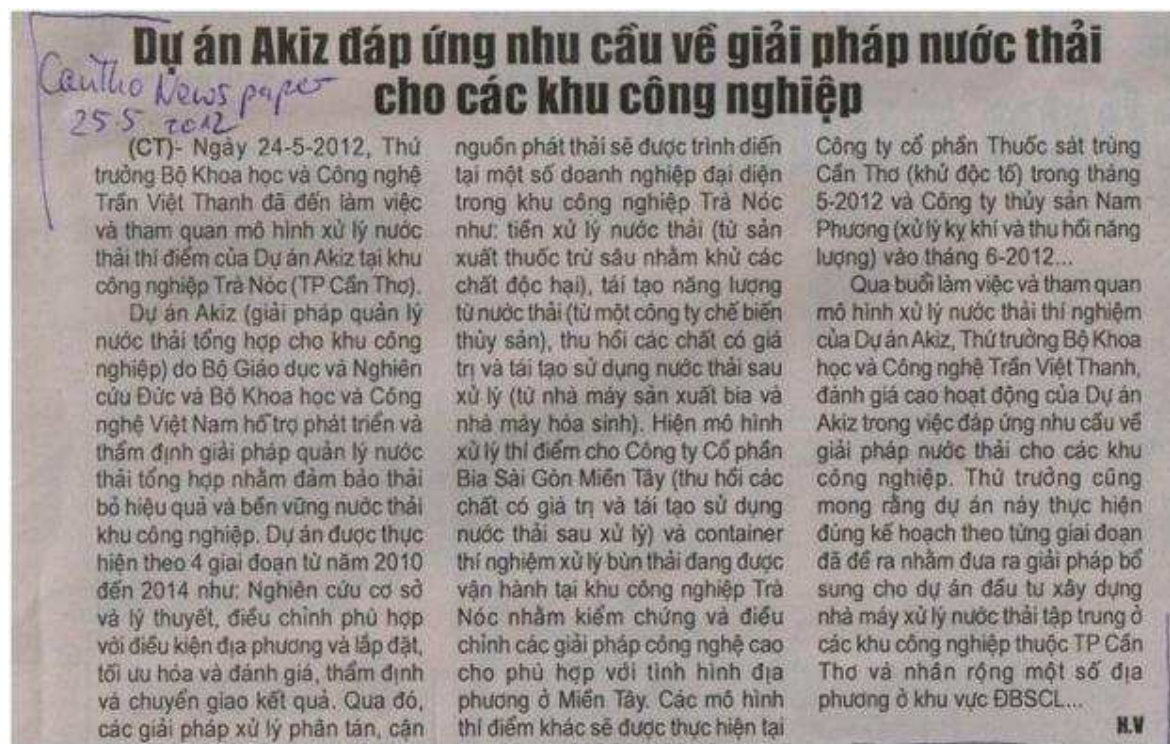 Dự án Akiz đáp ứng nhu cầu về giải pháp nước thải
cho các khu công nghiệp
Cantho Newspaper
25.5 2012
(CT)- Ngày 24-5-2012, Thứ
trưởng Bộ Khoa học và Công nghệ
Trần Việt Thanh đã đến làm việc
và tham quan mô hình xử lý nước
thải thí điểm của Dự án Akiz tại khu
công nghiệp Trà Nóc (TP Cần Thơ).
Dự án Akiz (giải pháp quản lý
nước thải tổng hợp cho khu công
nghiệp) do Bộ Giáo dục và Nghiên
cứu Đức và Bộ Khoa học và Công
nghệ Việt Nam hỗ trợ phát triển và
thẩm định giải pháp quản lý nước
thải tổng hợp nhằm đảm bảo thải
bỏ hiệu quả và bền vững nước thải
khu công nghiệp. Dự án được thực
hiện theo 4 giai đoạn từ năm 2010
đến 2014 như: Nghiên cứu cơ sở
và lý thuyết, điều chỉnh phù hợp
với điều kiện địa phương và lắp đặt,
tối ưu hóa và đánh giá, thẩm định
và chuyển giao kết quả. Qua đó,
các giải pháp xử lý phân tán, cận
nguồn phát thải sẽ được trình diễn
tại một số doanh nghiệp đại diện
trong khu công nghiệp Trà Nóc
như: tiền xử lý nước thải (từ sản
xuất thuốc trừ sâu nhằm khử các
chất độc hại), tái tạo năng lượng
từ nước thải (từ một công ty chế biến
thủy sản), thu hồi các chất có giá
trị và tái tạo sử dụng nước thải sau
xử lý (từ nhà máy sản xuất bia và
nhà máy hóa sinh). Hiện mô hình
xử lý thí điểm cho Công ty Cổ phần
Bia Sài Gòn Miền Tây (thu hồi các
chất có giá trị và tái tạo sử dụng
nước thải sau xử lý) và container
thí nghiệm xử lý bùn thải đang được
vận hành tại khu công nghiệp Trà
Nóc nhằm kiểm chứng và điều
chỉnh các giải pháp công nghệ cao
cho phù hợp với tình hình địa
phương ở Miền Tây. Các mô hình
thí điểm khác sẽ được thực hiện tại
Công ty cổ phần Thuốc sát trùng
Cần Thơ (khử độc tố) trong tháng
5-2012 và Công ty thủy sản Nam
Phương (xử lý kỵ khí và thu hồi năng
lượng) vào tháng 6-2012...
Qua buổi làm việc và tham quan
mô hình xử lý nước thải thí nghiệm
của Dự án Akiz, Thứ trưởng Bộ Khoa
học và Công nghệ Trần Việt Thanh,
đánh giá cao hoạt động của Dự án
Akiz trong việc đáp ứng nhu cầu về
giải pháp nước thải cho các khu
công nghiệp. Thứ trưởng cũng
mong rằng dự án này thực hiện
đúng kế hoạch theo từng giai đoạn
đã đề ra nhằm đưa ra giải pháp bổ
sung cho dự án đầu tư xây dựng
nhà máy xử lý nước thải tập trung ở
các khu công nghiệp thuộc TP Cần
Thơ và nhân rộng một số địa
phương ở khu vực ĐBSCL...
H.V